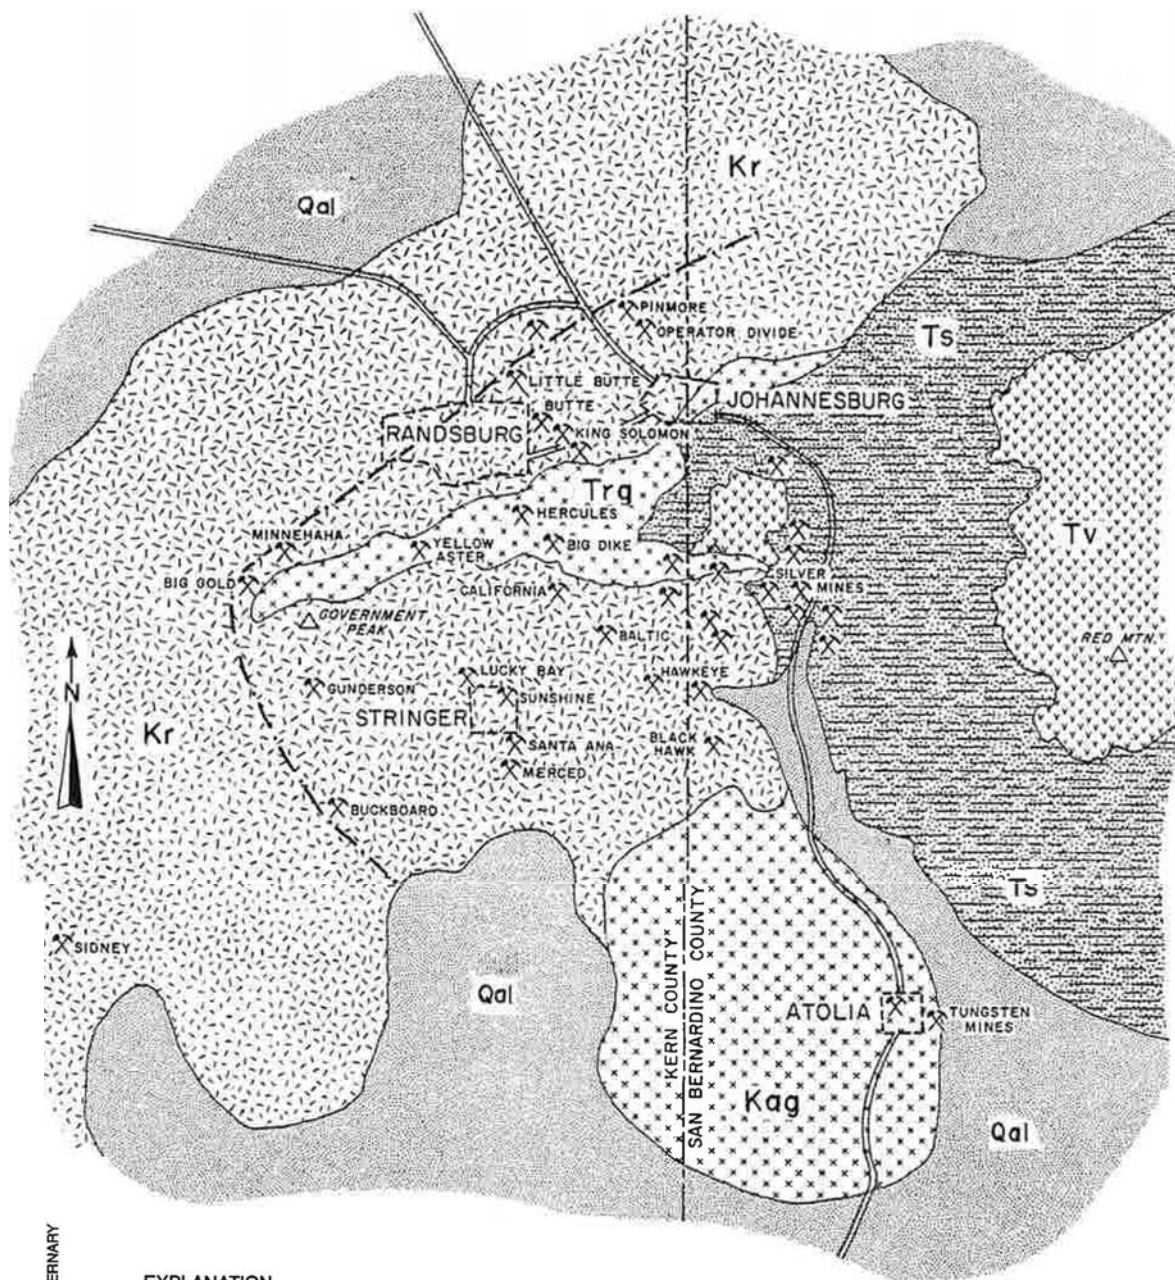 Kr
Qal
PINMORE
OPERATOR DIVIDE
Ts
LITTLE BUTTE
JOHANNESBURG
BUTTE
RANDSBURG
KING SOLOMON
Trq
HERCULES
Tv
MINNEHAHA
YELLOW
ASTER
BIG DIKE
BIG GOLD
CALIFORNIA
SILVER
MINES
GOVERNMENT
PEAK
BALTIC
RED MTN.
N
LUCKY BAY
HAWKEYE
GUNDERSON
SUNSHINE
STRINGER
Kr
SANTA ANA
BLACK
HAWK
MERCED
BUCKBOARD
Ts
SIDNEY
KERN COUNTY
SAN BERNARDINO COUNTY
Qal
ATOLIA
TUNGSTEN
MINES
Kag
Qal
ERNARY
EXPLANATION